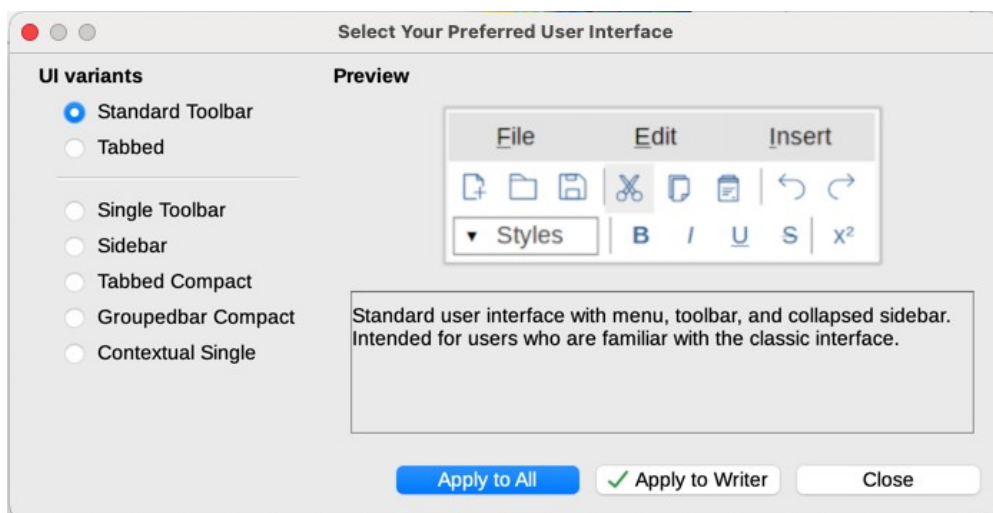 Select Your Preferred User Interface
UI variants
Standard Toolbar
Tabbed
Single Toolbar
Sidebar
Tabbed Compact
Groupedbar Compact
Contextual Single
Preview
File Edit Insert
Styles B I U S x²
Standard user interface with menu, toolbar, and collapsed sidebar.
Intended for users who are familiar with the classic interface.
Apply to All Apply to Writer Close